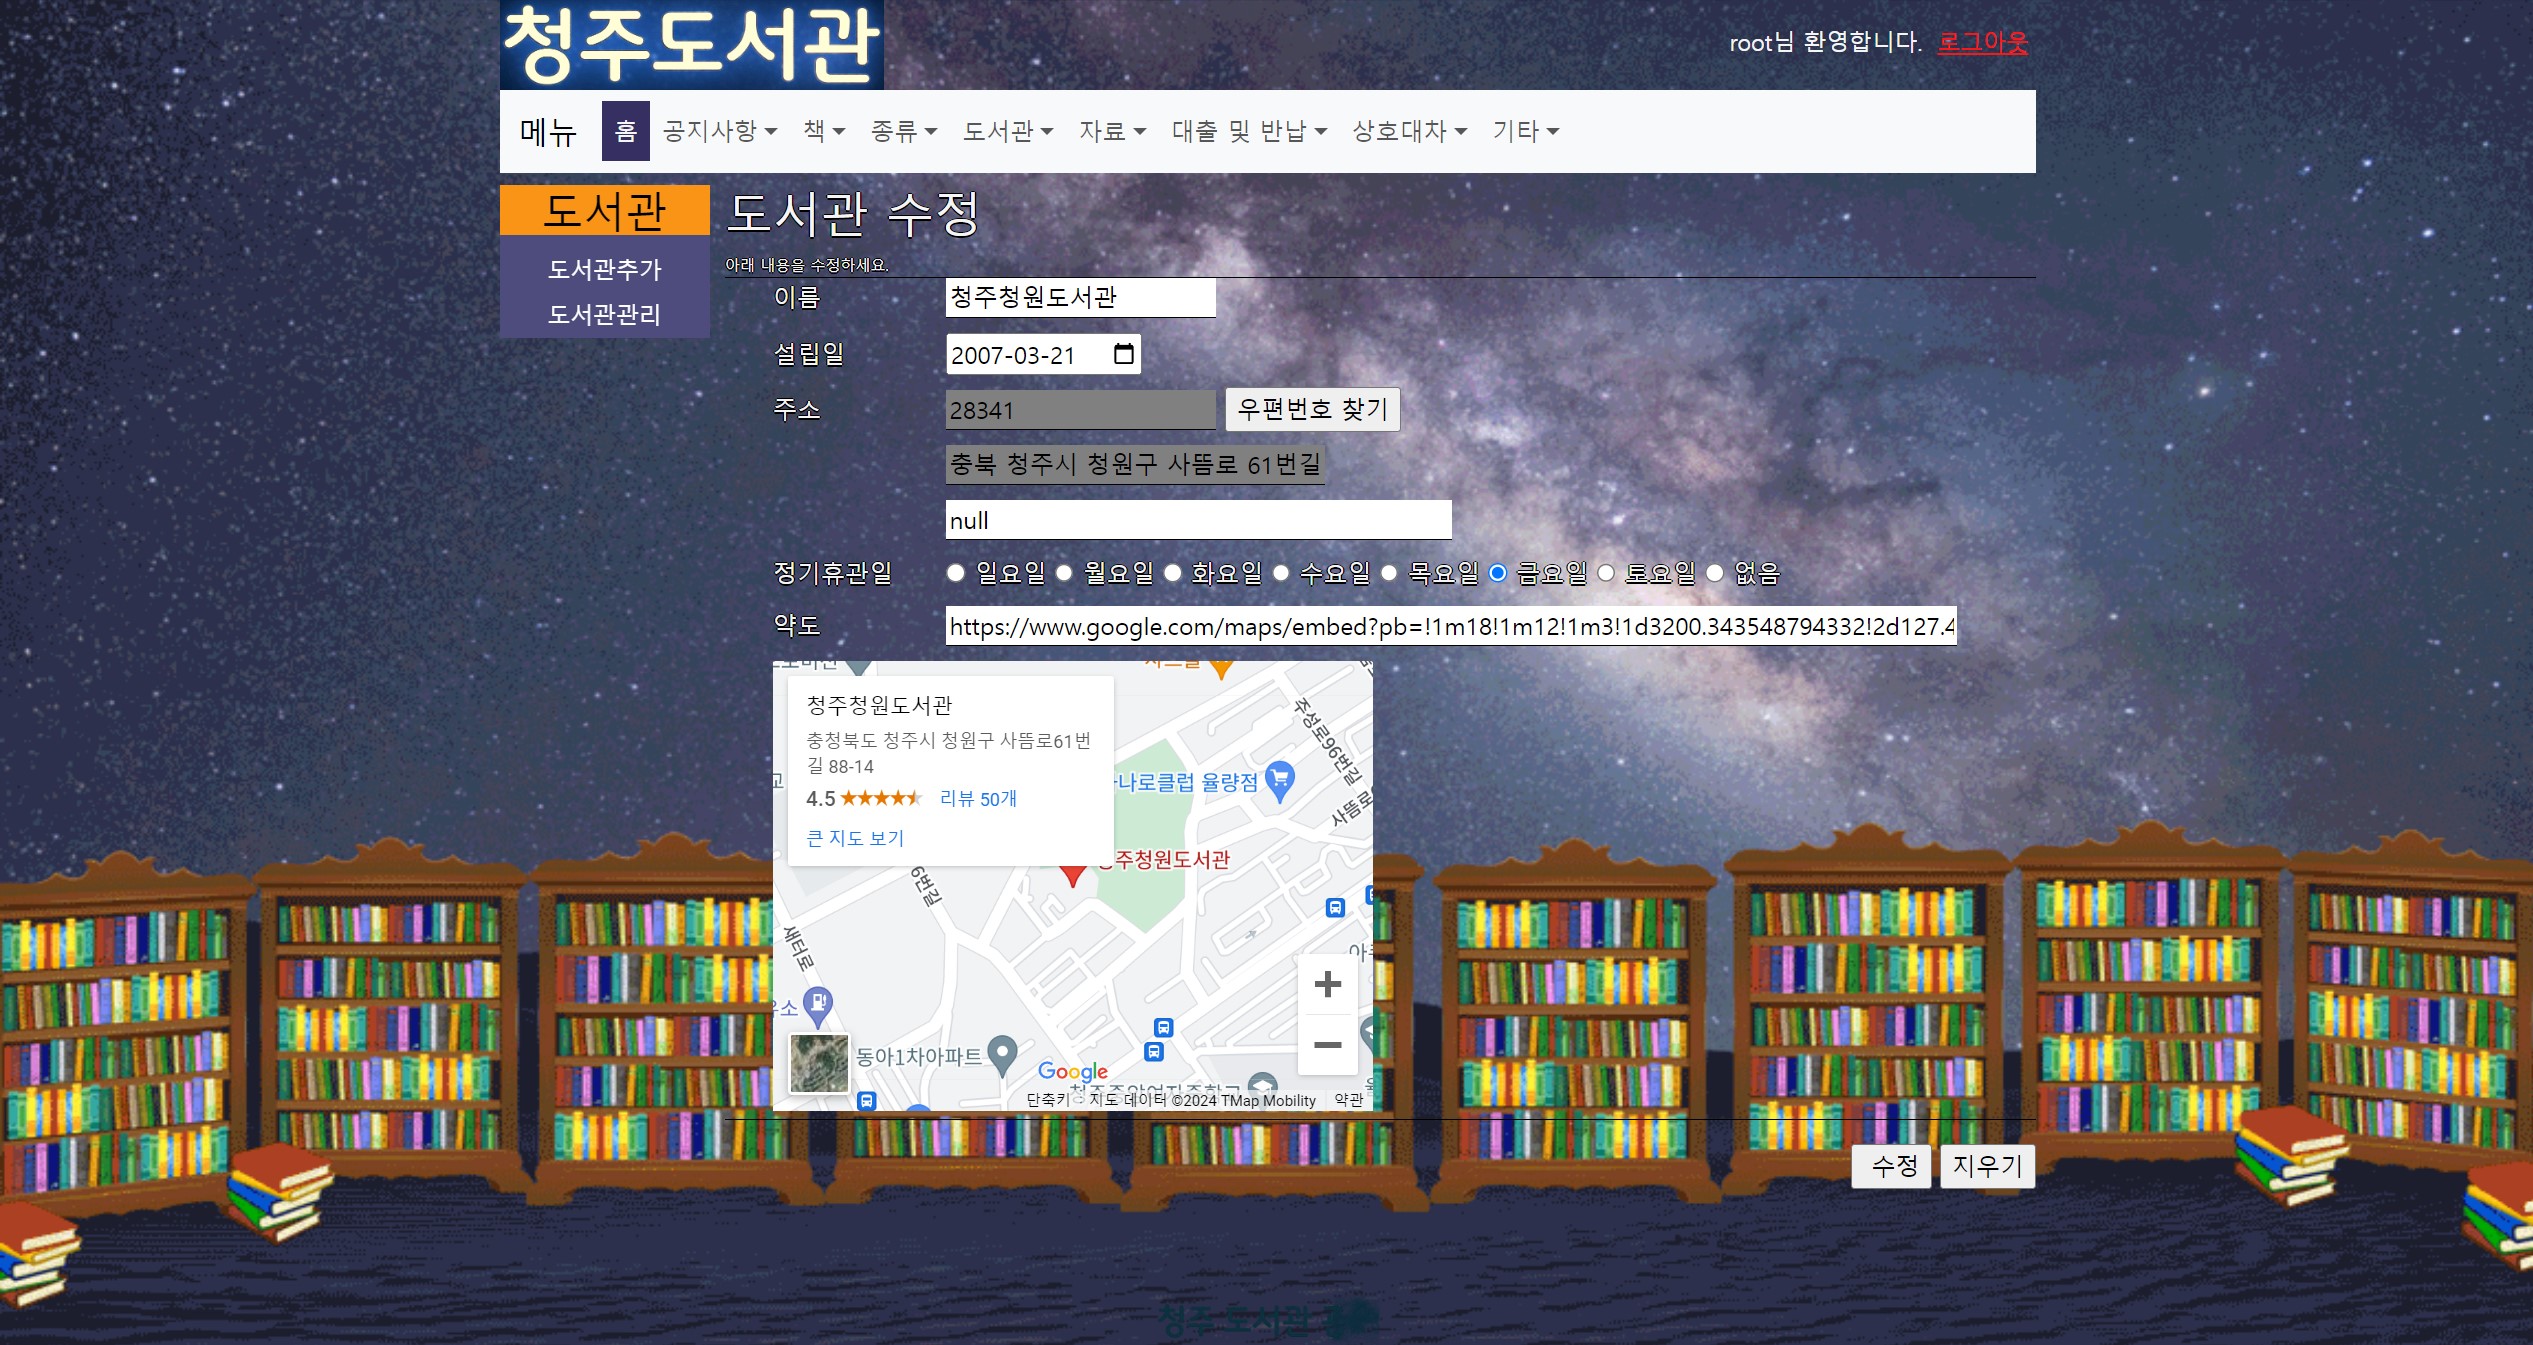 청주도서관
root님 환영합니다. 로그아웃
메뉴 홈 공지사항 책 종류 도서관 자료 대출 및 반납 상호대차 기타
도서관
도서관추가
도서관관리
도서관 수정
아래 내용을 수정하세요.
이름 청주청원도서관
설립일 2007-03-21
주소 28341 우편번호 찾기
충북 청주시 청원구 사뜸로 61번길
null
정기휴관일 일요일 월요일 화요일 수요일 목요일 금요일 토요일 없음
약도 https://www.google.com/maps/embed?pb=!1m18!1m12!1m3!1d3200.343548794332!2d127.4
청주청원도서관
충청북도 청주시 청원구 사뜸로61번
길 88-14
4.5 리뷰 50개
큰 지도 보기
주성로96번길
나로클럽 율량점
사뜸로
주청원도서관
6번길
새터로
동아1차아파트
Google
단축키 지도 데이터 ©2024 TMap Mobility 약관
수정 지우기
청주 도서관